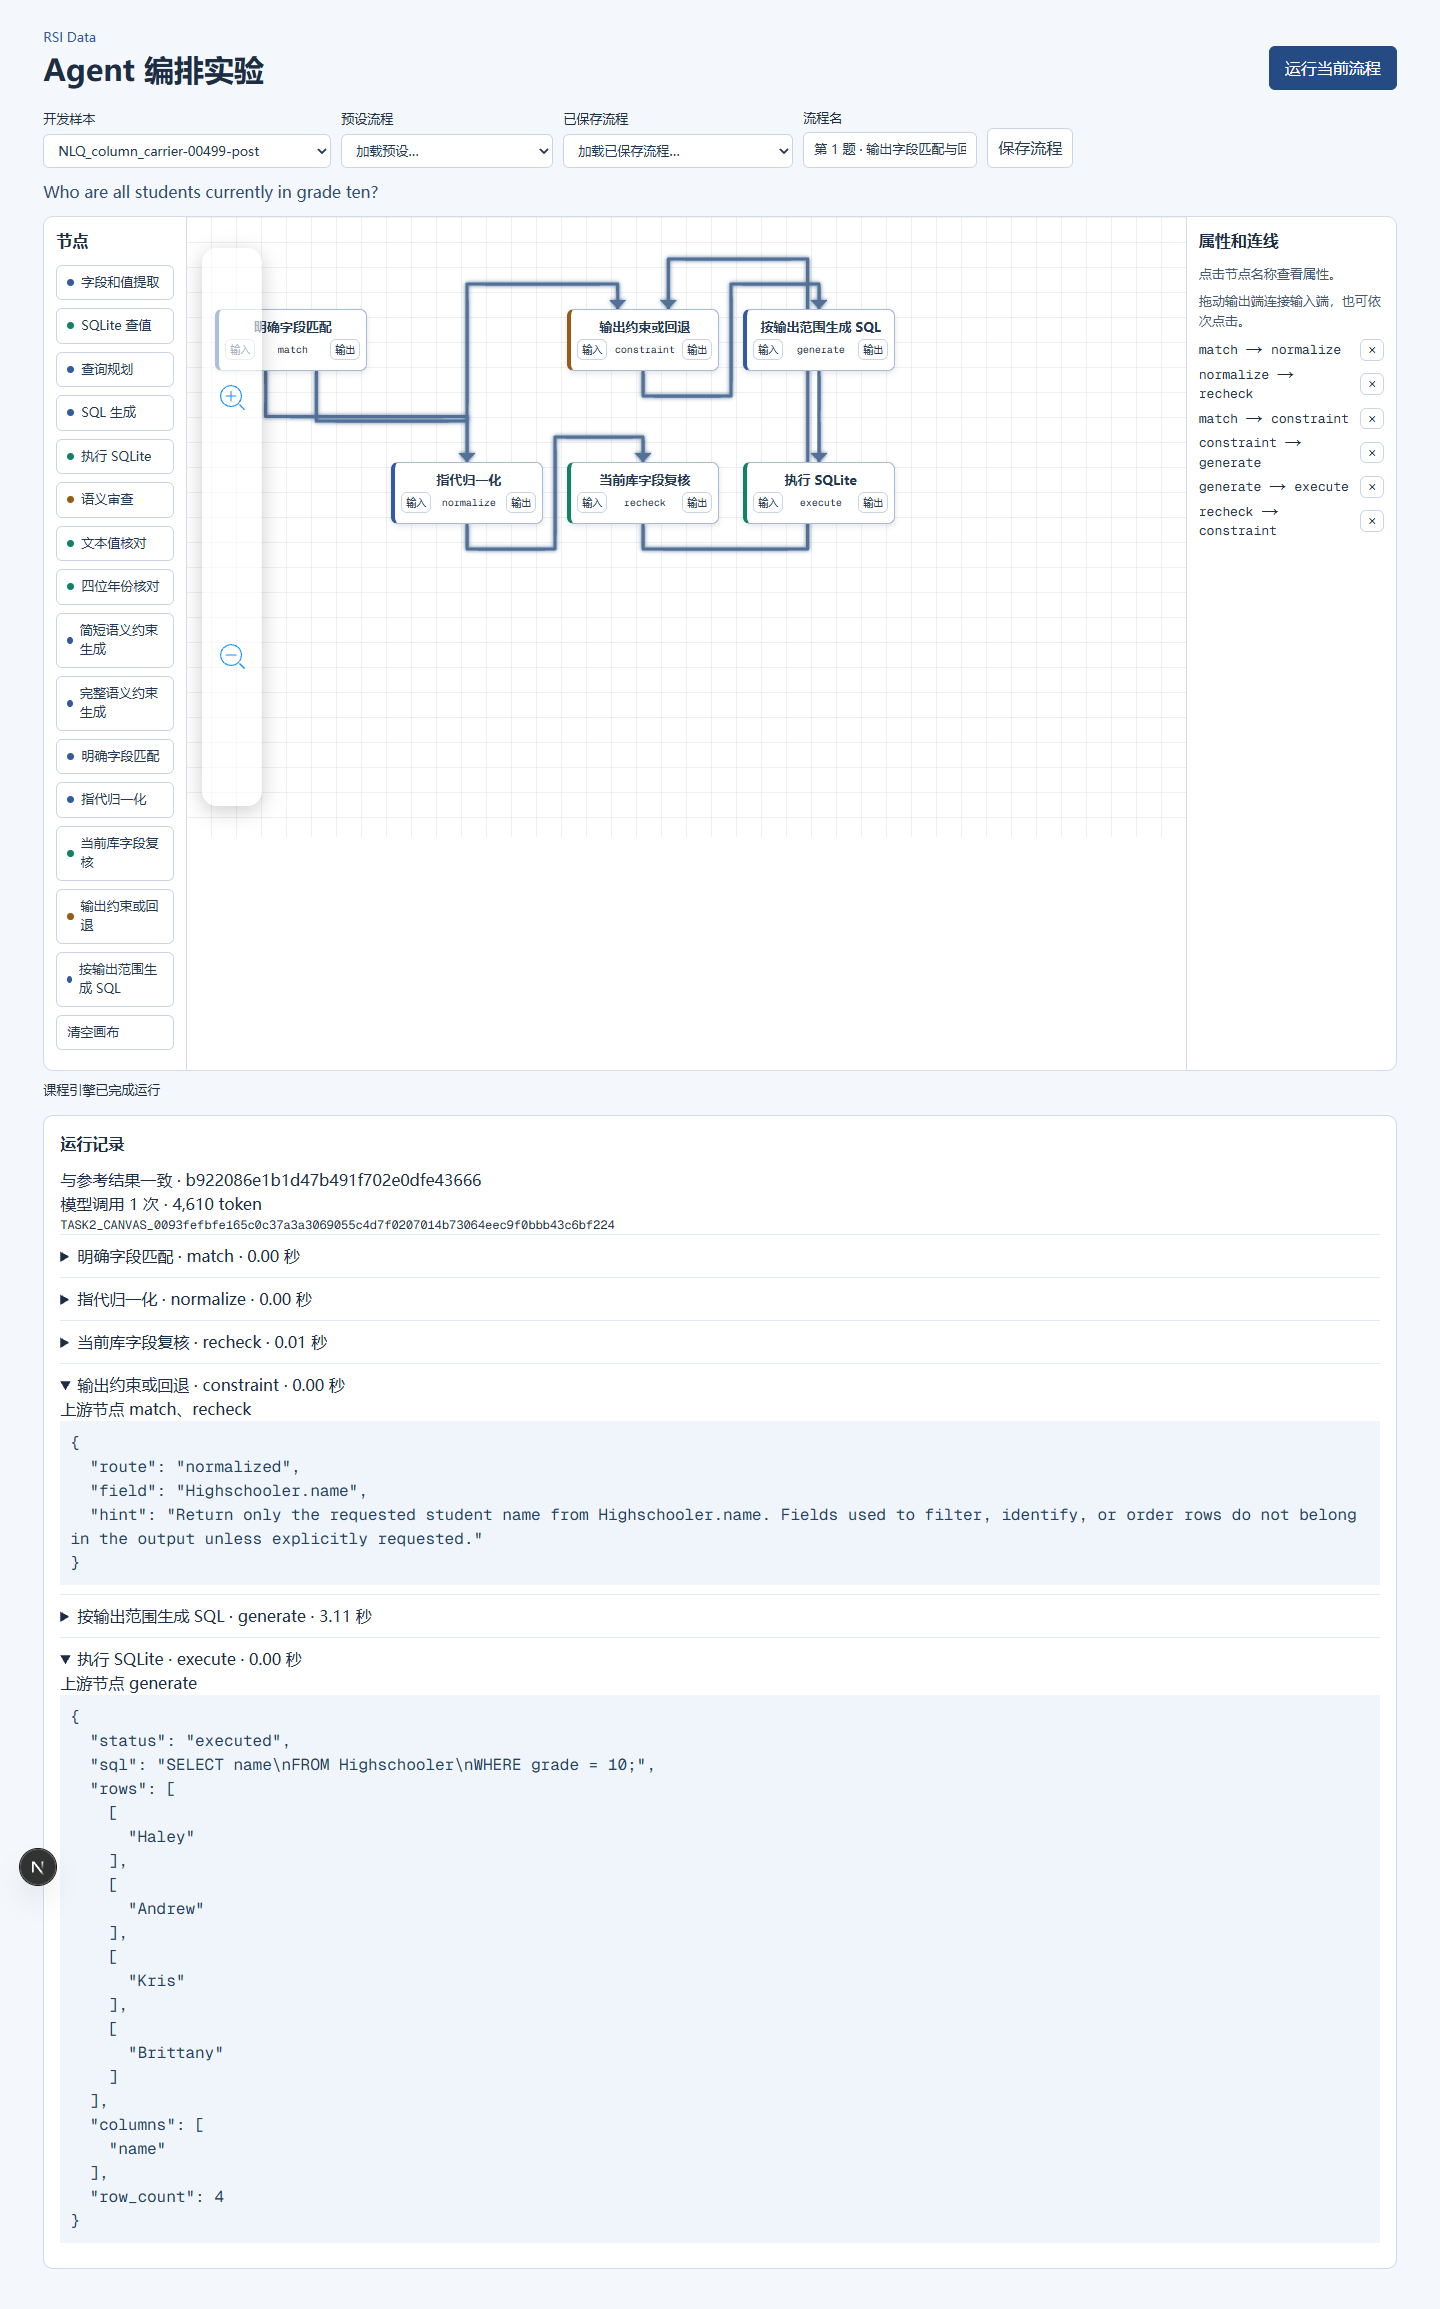 RSI Data
Agent 编排实验
运行当前流程
开发样本
预设流程
已保存流程
流程名
NLQ_column_carrier-00499-post
加载预设...
加载已保存流程...
第 1 题 · 输出字段匹配与回
保存流程
Who are all students currently in grade ten?
节点
字段和值提取
SQLite 查值
查询规划
SQL 生成
执行 SQLite
语义审查
文本值核对
四位年份核对
简短语义约束
生成
完整语义约束
生成
明确字段匹配
指代归一化
当前库字段复
核
输出约束或回
退
按输出范围生
成 SQL
清空画布
明确字段匹配
输入 match 输出
输出约束或回退
输入 constraint 输出
按输出范围生成 SQL
输入 generate 输出
指代归一化
输入 normalize 输出
当前库字段复核
输入 recheck 输出
执行 SQLite
输入 execute 输出
属性和连线
点击节点名称查看属性。
拖动输出端连接输入端，也可依
次点击。
match → normalize ×
normalize →
recheck ×
match → constraint ×
constraint →
generate ×
generate → execute ×
recheck →
constraint ×
课程引擎已完成运行
运行记录
与参考结果一致 · b922086e1b1d47b491f702e0dfe43666
模型调用 1 次 · 4,610 token
TASK2_CANVAS_0093fefbfe165c0c37a3a3069055c4d7f0207014b73064eec9f0bbb43c6bf224
明确字段匹配 · match · 0.00 秒
指代归一化 · normalize · 0.00 秒
当前库字段复核 · recheck · 0.01 秒
输出约束或回退 · constraint · 0.00 秒
上游节点 match、recheck
{
"route": "normalized",
"field": "Highschooler.name",
"hint": "Return only the requested student name from Highschooler.name. Fields used to filter, identify, or order rows do not belong
in the output unless explicitly requested."
}
按输出范围生成 SQL · generate · 3.11 秒
执行 SQLite · execute · 0.00 秒
上游节点 generate
{
"status": "executed",
"sql": "SELECT name\nFROM Highschooler\nWHERE grade = 10;",
"rows": [
[
"Haley"
],
[
"Andrew"
],
[
"Kris"
],
[
"Brittany"
]
],
"columns": [
"name"
],
"row_count": 4
}
N